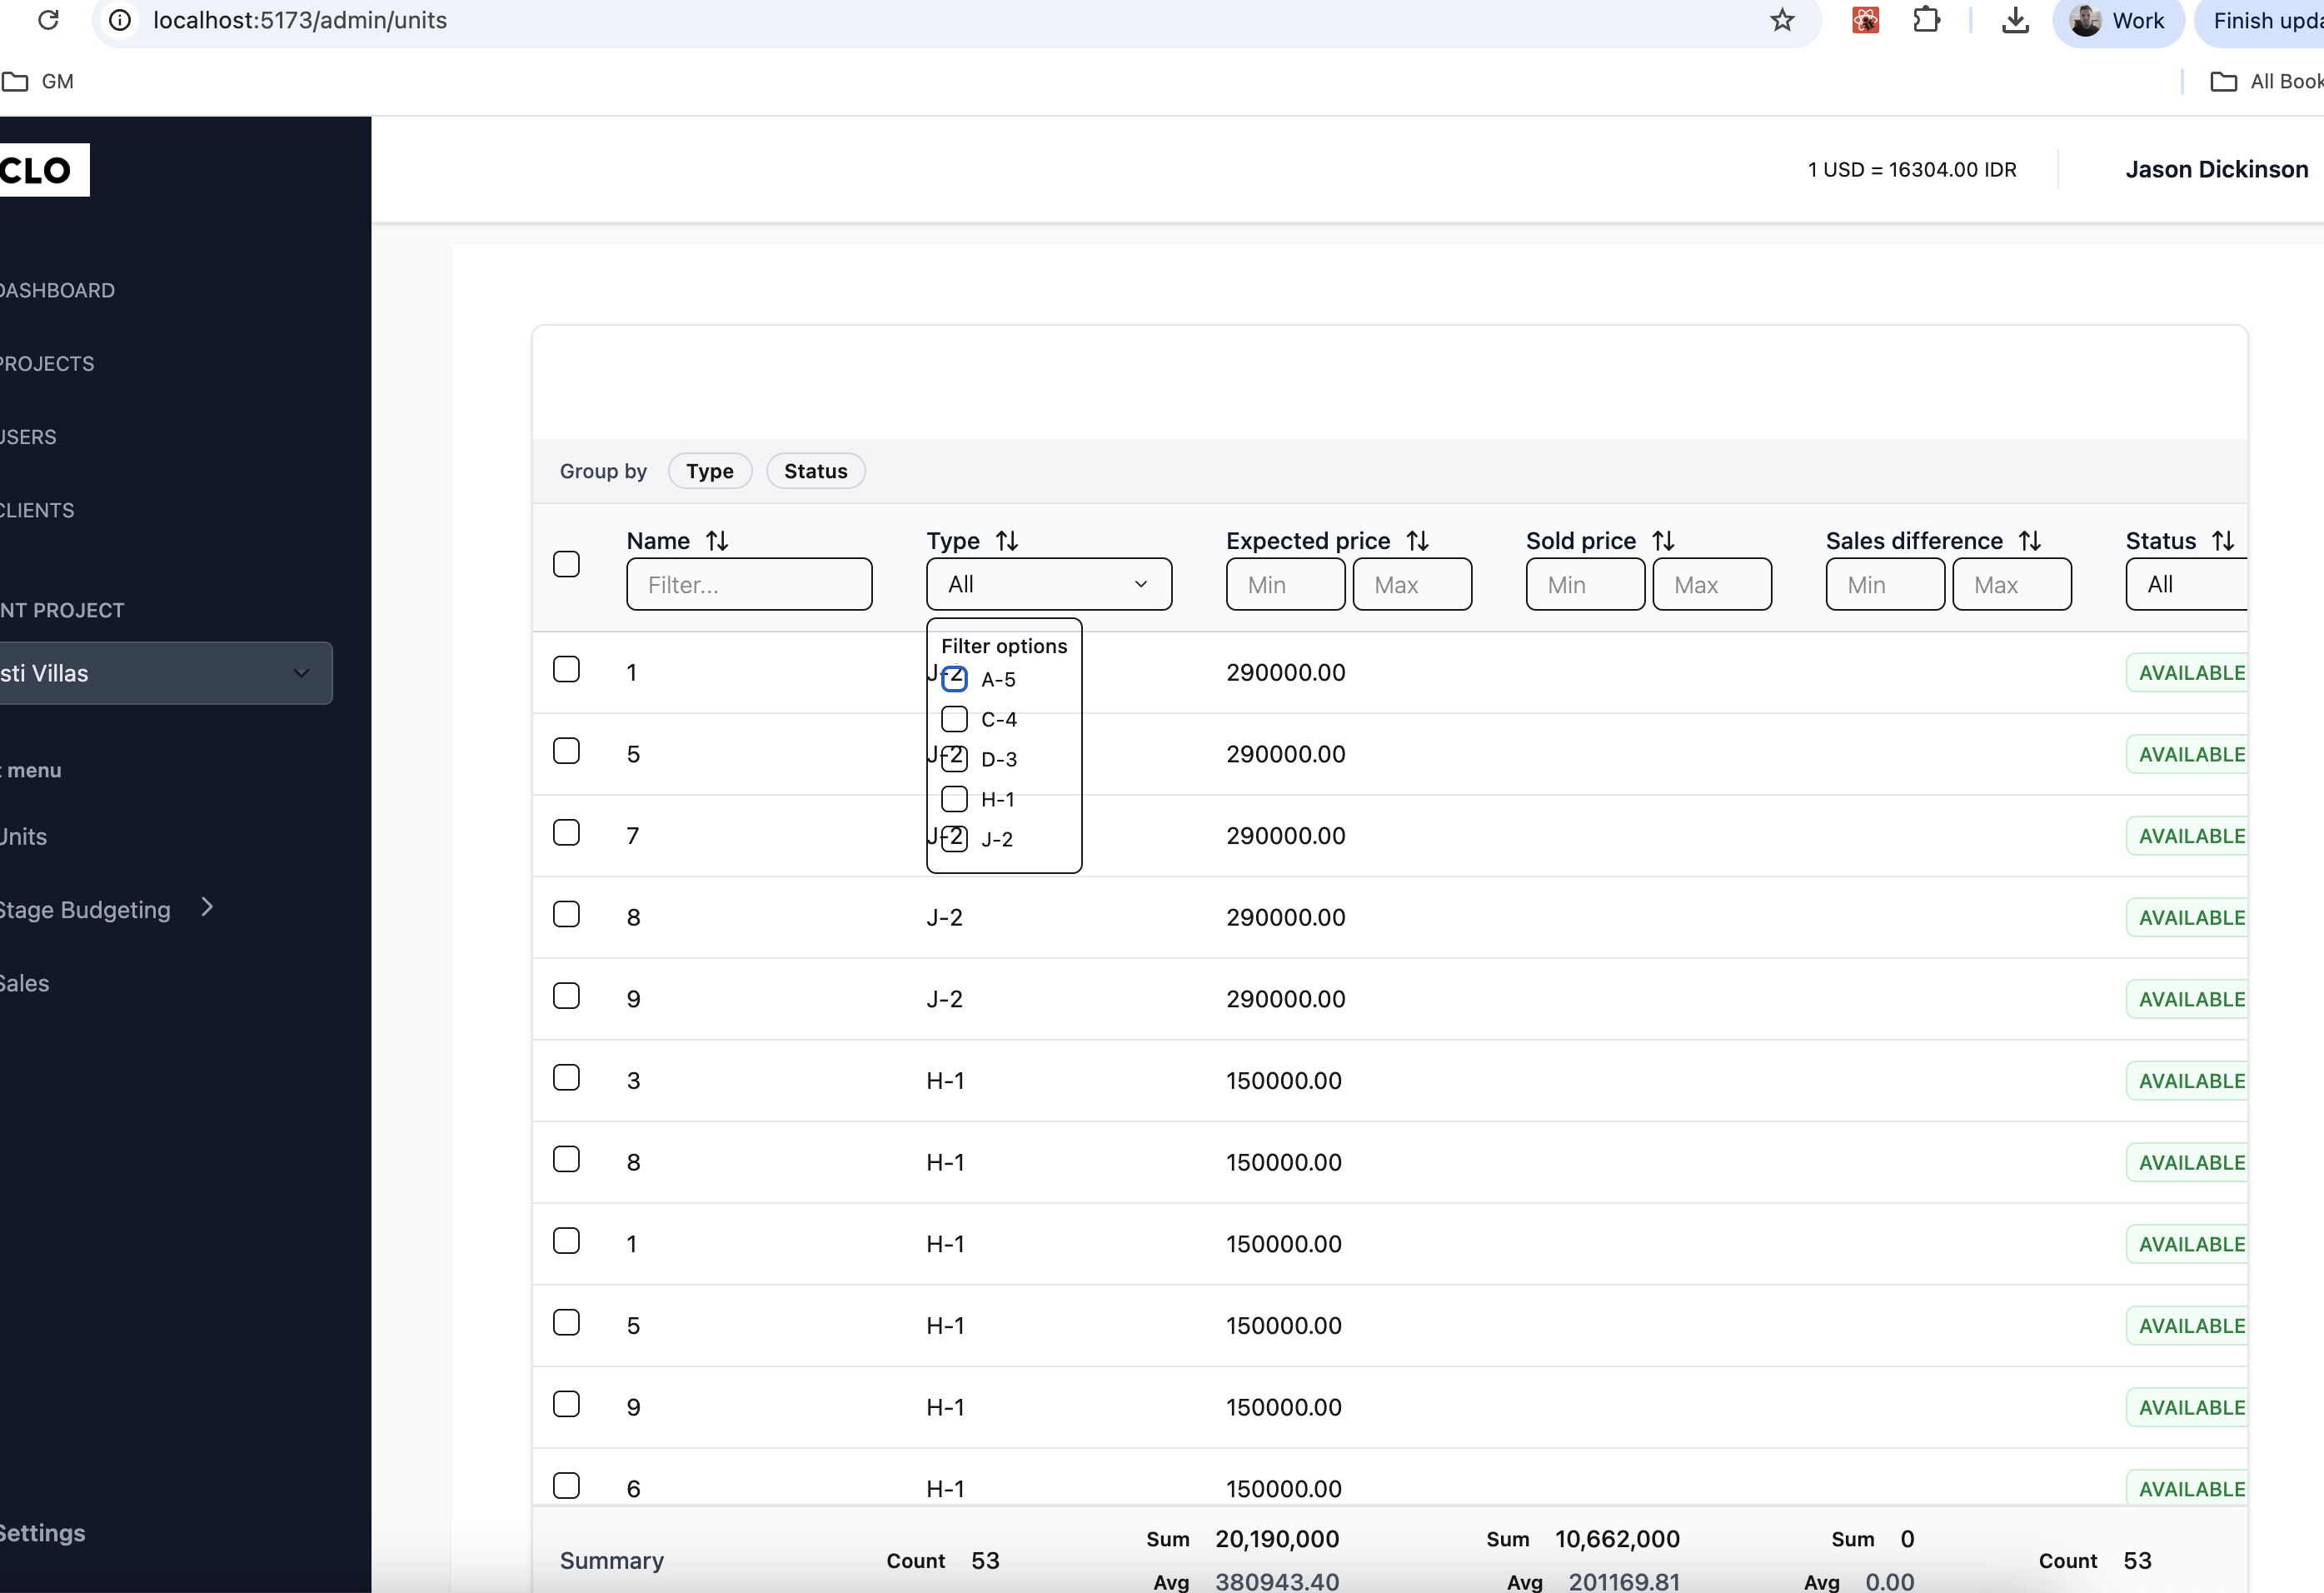 localhost:5173/admin/units
Work
Finish upda
GM
All Book
CLO
1 USD = 16304.00 IDR
Jason Dickinson
DASHBOARD
PROJECTS
USERS
CLIENTS
NT PROJECT
sti Villas
t menu
Units
Stage Budgeting
Sales
Settings
Group by Type Status
Name Type Expected price Sold price Sales difference Status
Filter... All Min Max Min Max Min Max All
Filter options
A-5
C-4
D-3
H-1
J-2
1 J-2 290000.00 AVAILABLE
5 J-2 290000.00 AVAILABLE
7 J-2 290000.00 AVAILABLE
8 J-2 290000.00 AVAILABLE
9 J-2 290000.00 AVAILABLE
3 H-1 150000.00 AVAILABLE
8 H-1 150000.00 AVAILABLE
1 H-1 150000.00 AVAILABLE
5 H-1 150000.00 AVAILABLE
9 H-1 150000.00 AVAILABLE
6 H-1 150000.00 AVAILABLE
Sum 20,190,000 Sum 10,662,000 Sum 0
Summary Count 53 Count 53
Avg 380943.40 Avg 201169.81 Avg 0.00